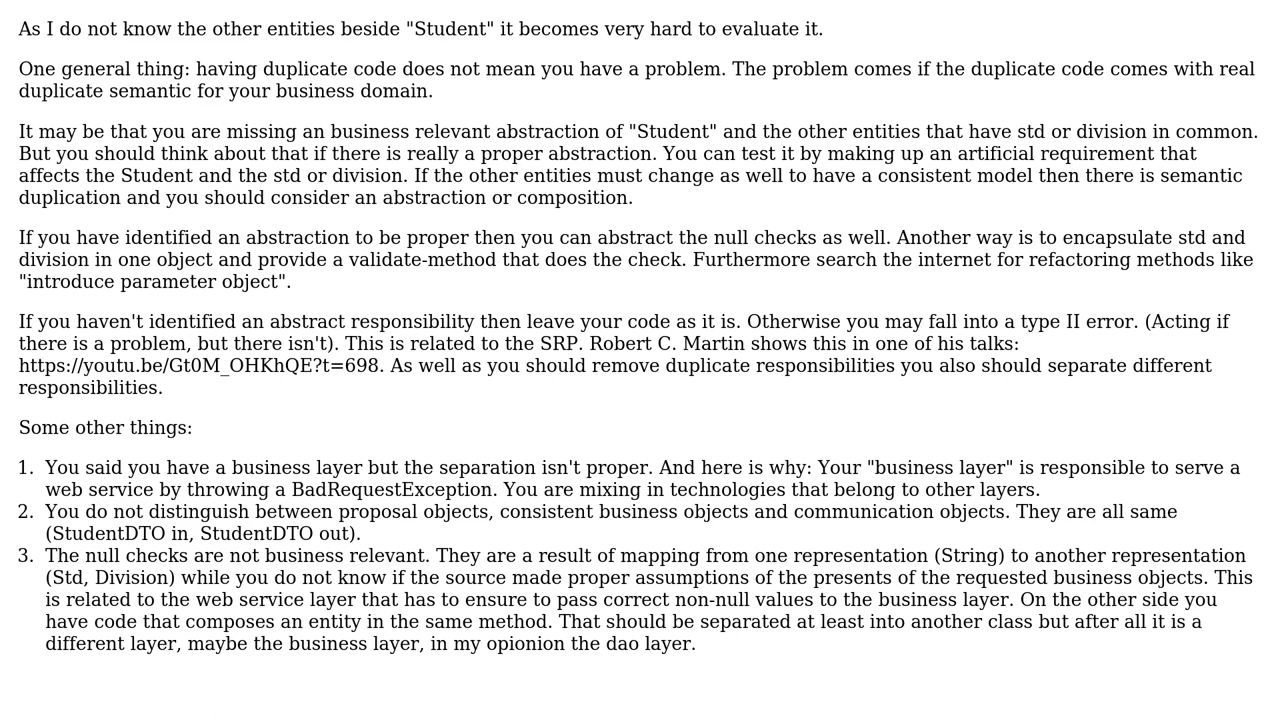 As I do not know the other entities beside "Student" it becomes very hard to evaluate it.
One general thing: having duplicate code does not mean you have a problem. The problem comes if the duplicate code comes with real
duplicate semantic for your business domain.
It may be that you are missing an business relevant abstraction of "Student" and the other entities that have std or division in common.
But you should think about that if there is really a proper abstraction. You can test it by making up an artificial requirement that
affects the Student and the std or division. If the other entities must change as well to have a consistent model then there is semantic
duplication and you should consider an abstraction or composition.
If you have identified an abstraction to be proper then you can abstract the null checks as well. Another way is to encapsulate std and
division in one object and provide a validate-method that does the check. Furthermore search the internet for refactoring methods like
"introduce parameter object".
If you haven't identified an abstract responsibility then leave your code as it is. Otherwise you may fall into a type II error. (Acting if
there is a problem, but there isn't). This is related to the SRP. Robert C. Martin shows this in one of his talks:
https://youtu.be/Gt0M_OHKhQE?t=698. As well as you should remove duplicate responsibilities you also should separate different
responsibilities.
Some other things:
1. You said you have a business layer but the separation isn't proper. And here is why: Your "business layer" is responsible to serve a
web service by throwing a BadRequestException. You are mixing in technologies that belong to other layers.
2. You do not distinguish between proposal objects, consistent business objects and communication objects. They are all same
(StudentDTO in, StudentDTO out).
3. The null checks are not business relevant. They are a result of mapping from one representation (String) to another representation
(Std, Division) while you do not know if the source made proper assumptions of the presents of the requested business objects. This
is related to the web service layer that has to ensure to pass correct non-null values to the business layer. On the other side you
have code that composes an entity in the same method. That should be separated at least into another class but after all it is a
different layer, maybe the business layer, in my opionion the dao layer.